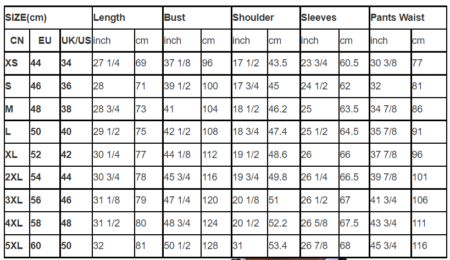 SIZE(cm) Length Bust Shoulder Sleeves Pants Waist
CN EU UK/US inch cm inch cm inch cm inch cm inch cm
XS 44 34 27 1/4 69 37 1/8 96 17 1/2 43.5 23 3/4 60.5 30 3/8 77
S 46 36 28 71 39 1/2 100 17 3/4 45 24 1/2 62 32 81
M 48 38 28 3/4 73 41 104 18 1/2 46.2 25 63.5 34 7/8 86
L 50 40 29 1/2 75 42 1/2 108 18 3/4 47.4 25 1/2 64.5 35 7/8 91
XL 52 42 30 1/4 77 44 1/8 112 19 1/2 48.6 26 66 37 7/8 96
2XL 54 44 30 3/4 78 45 3/4 116 19 3/4 49.8 26 1/4 66.5 39 7/8 101
3XL 56 46 31 1/8 79 47 1/4 120 20 1/8 51 26 1/2 67 41 3/4 106
4XL 58 48 31 1/2 80 48 3/4 124 20 1/2 52.2 26 5/8 67.5 43 3/4 111
5XL 60 50 32 81 50 1/2 128 31 53.4 26 7/8 68 45 3/4 116